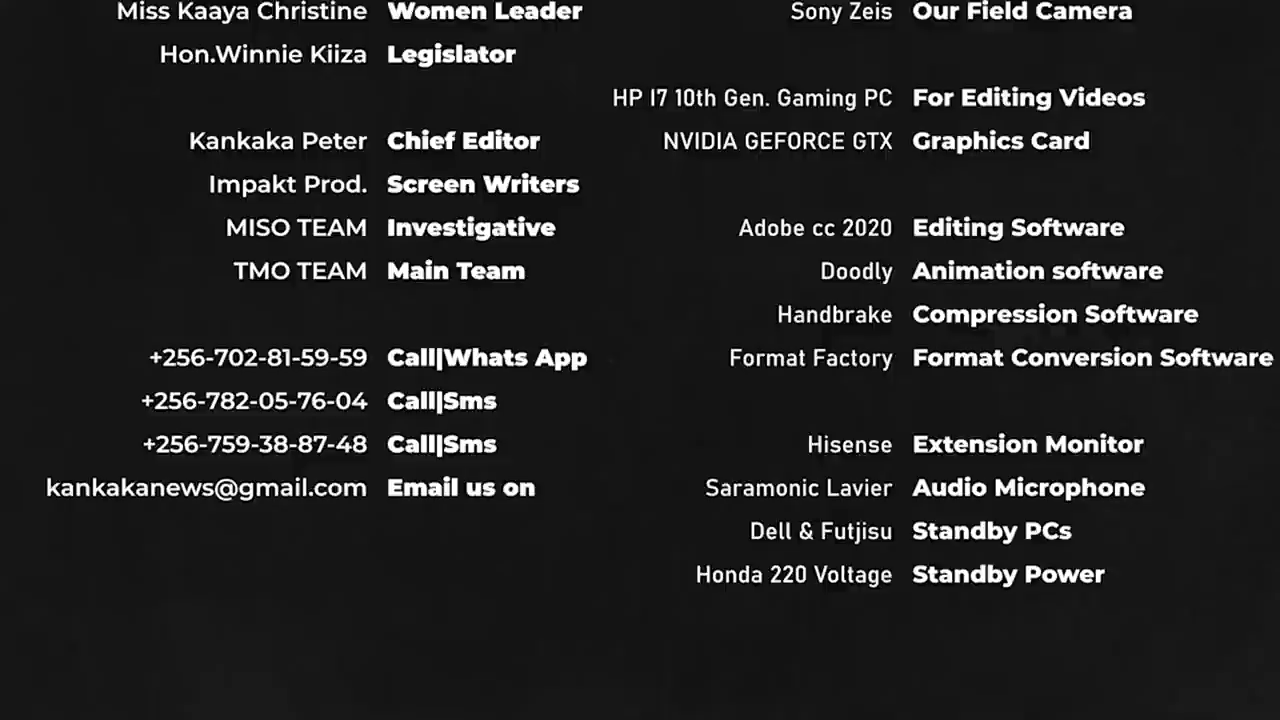 Miss Kaaya Christine Women Leader
Hon.Winnie Kiiza Legislator
Kankaka Peter Chief Editor
Impakt Prod. Screen Writers
MISO TEAM Investigative
TMO TEAM Main Team
+256-702-81-59-59 Call|Whats App
+256-782-05-76-04 Call|Sms
+256-759-38-87-48 Call|Sms
kankakanews@gmail.com Email us on
Sony Zeis Our Field Camera
HP I7 10th Gen. Gaming PC For Editing Videos
NVIDIA GEFORCE GTX Graphics Card
Adobe cc 2020 Editing Software
Doodly Animation software
Handbrake Compression Software
Format Factory Format Conversion Software
Hisense Extension Monitor
Saramonic Lavier Audio Microphone
Dell & Futjisu Standby PCs
Honda 220 Voltage Standby Power